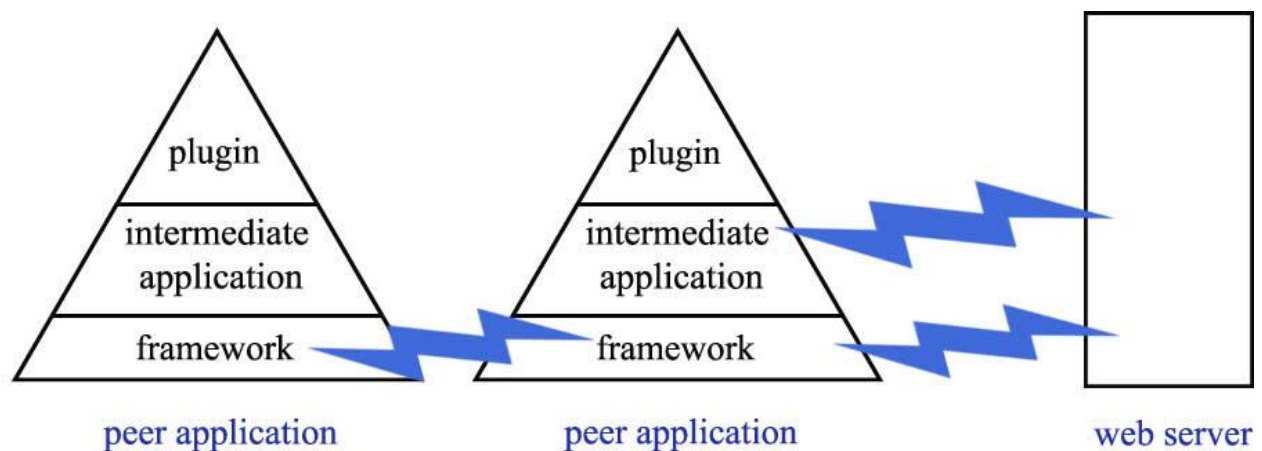 plugin
intermediate
application
framework
peer application
plugin
intermediate
application
framework
peer application
web server